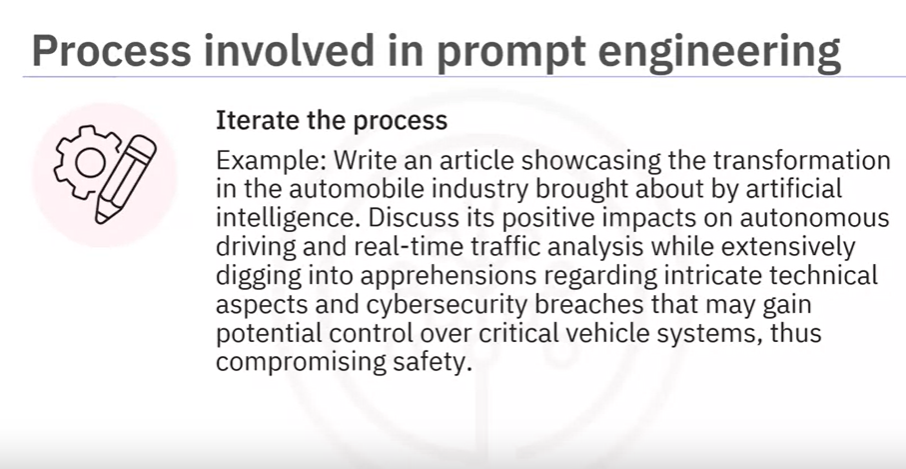 Process involved in prompt engineering
Iterate the process
Example: Write an article showcasing the transformation
in the automobile industry brought about by artificial
intelligence. Discuss its positive impacts on autonomous
driving and real-time traffic analysis while extensively
digging into apprehensions regarding intricate technical
aspects and cybersecurity breaches that may gain
potential control over critical vehicle systems, thus
compromising safety.